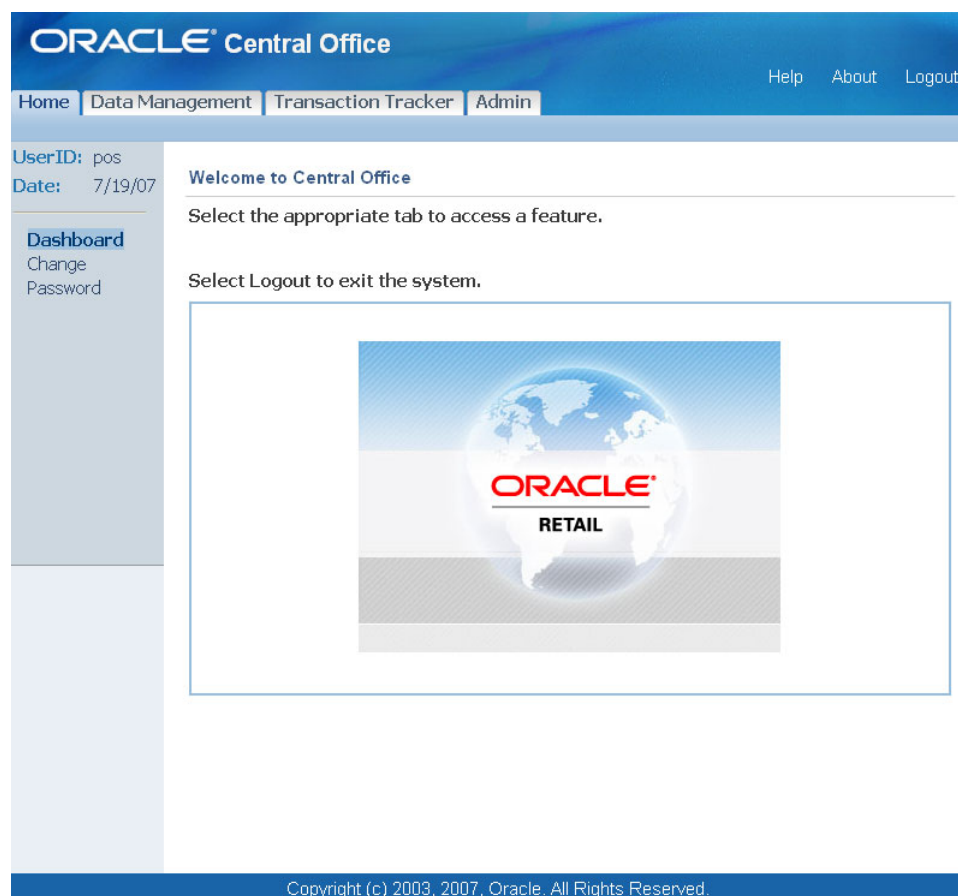 ORACLE® Central Office
Help About Logout
Home Data Management Transaction Tracker Admin
UserID: pos
Date: 7/19/07
Dashboard
Change
Password
Welcome to Central Office
Select the appropriate tab to access a feature.
Select Logout to exit the system.
ORACLE®
RETAIL
Copyright (c) 2003, 2007, Oracle. All Rights Reserved.